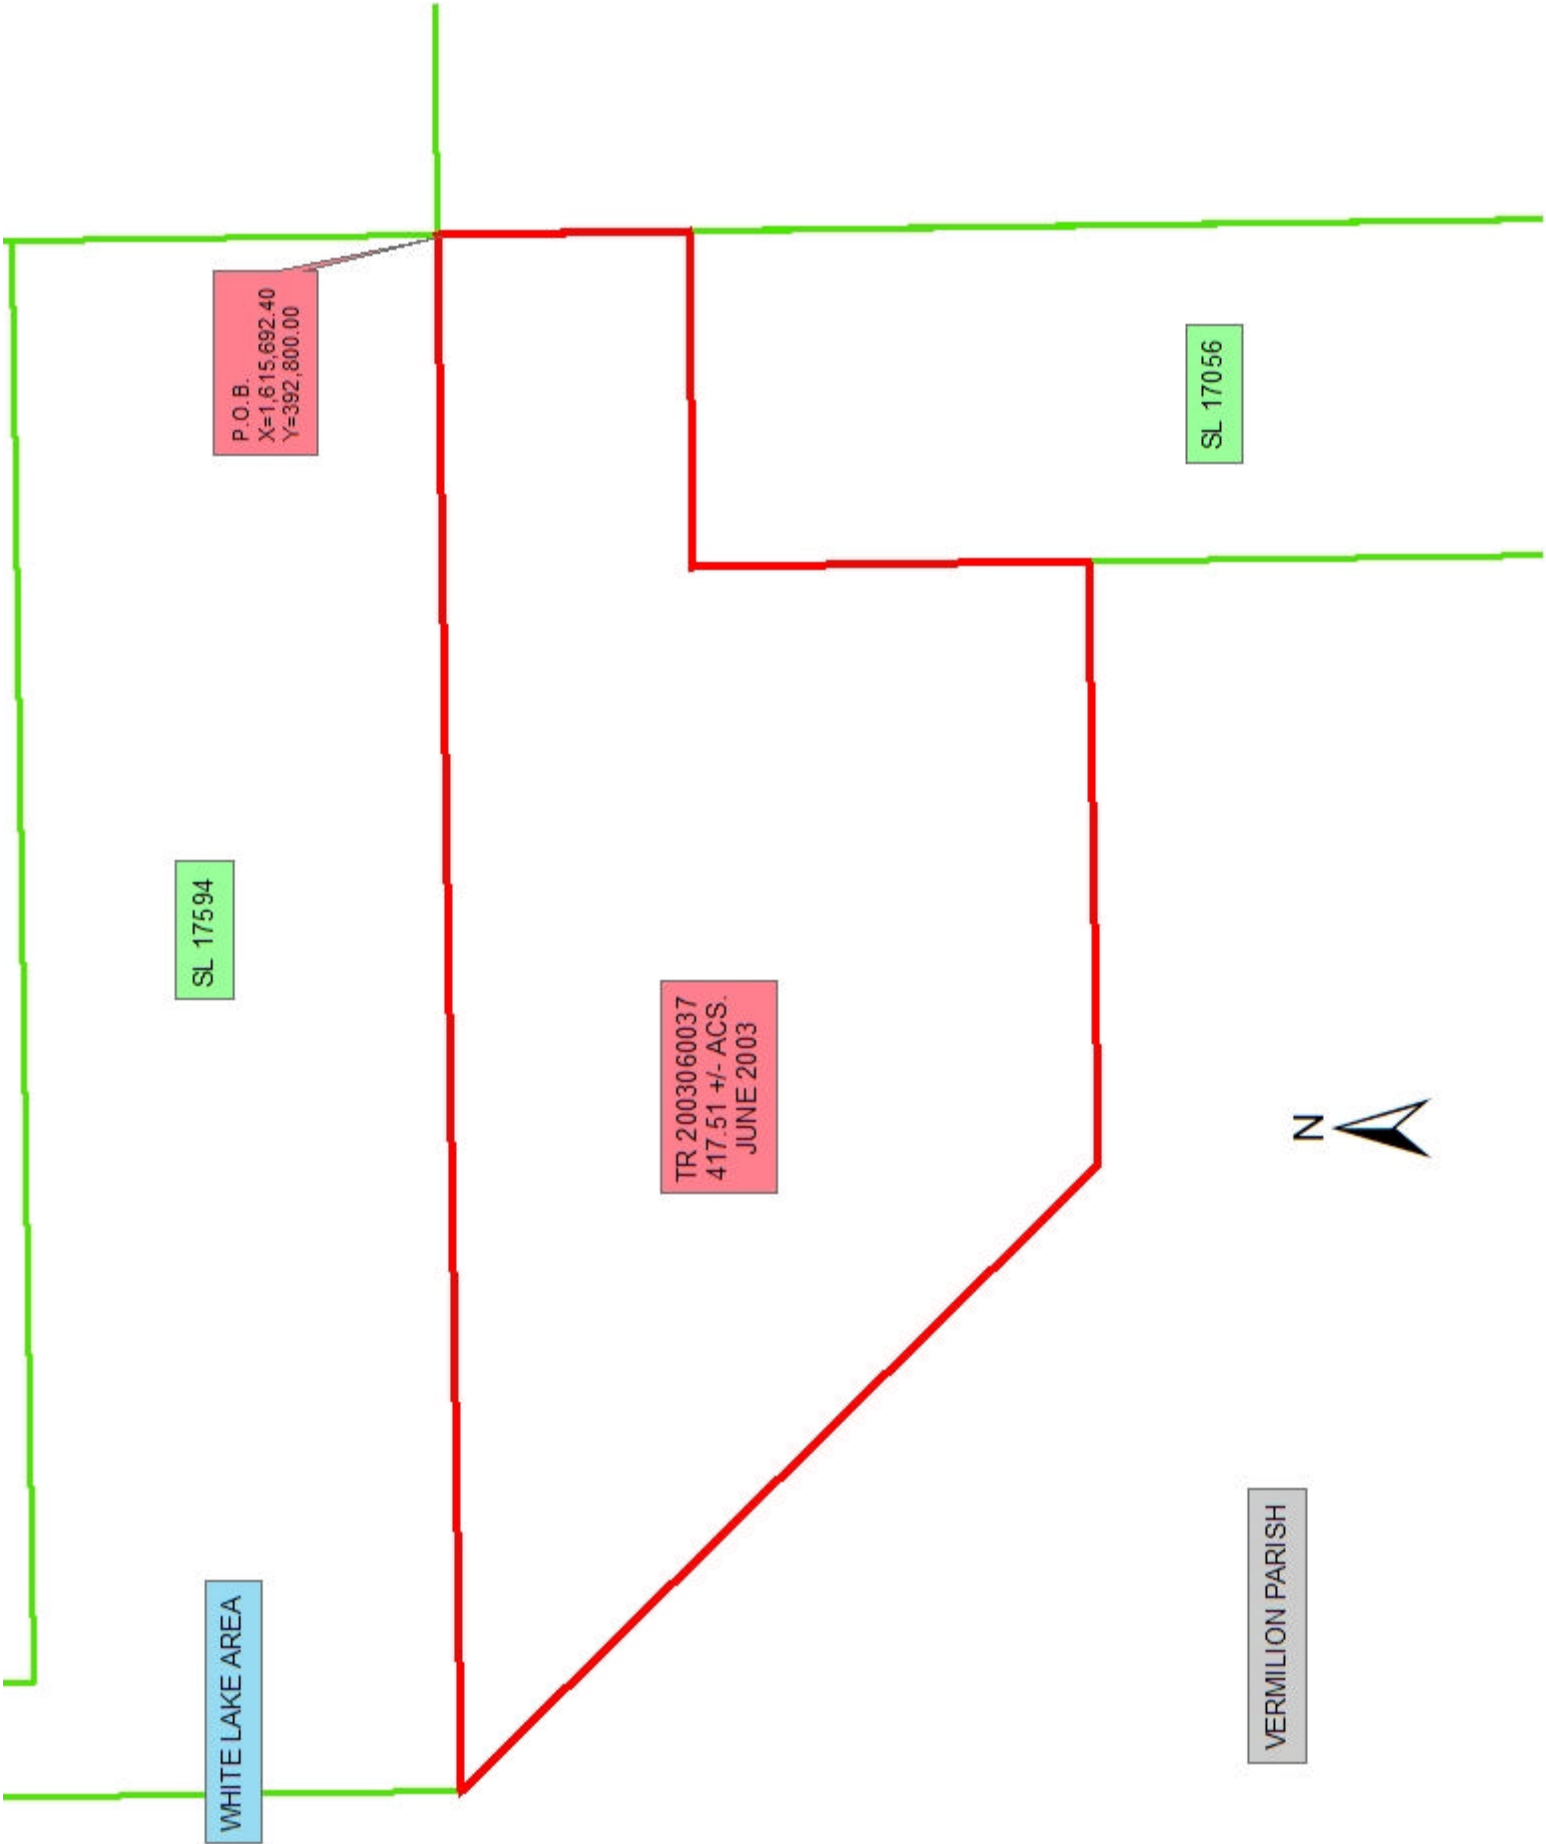 WHITE LAKE AREA
SL 17594
P.O.B.
X=1,615,692.40
Y=392,800.00
TR 2003060037
417.51 +/- ACS.
JUNE 2003
SL 17056
VERMILION PARISH
N